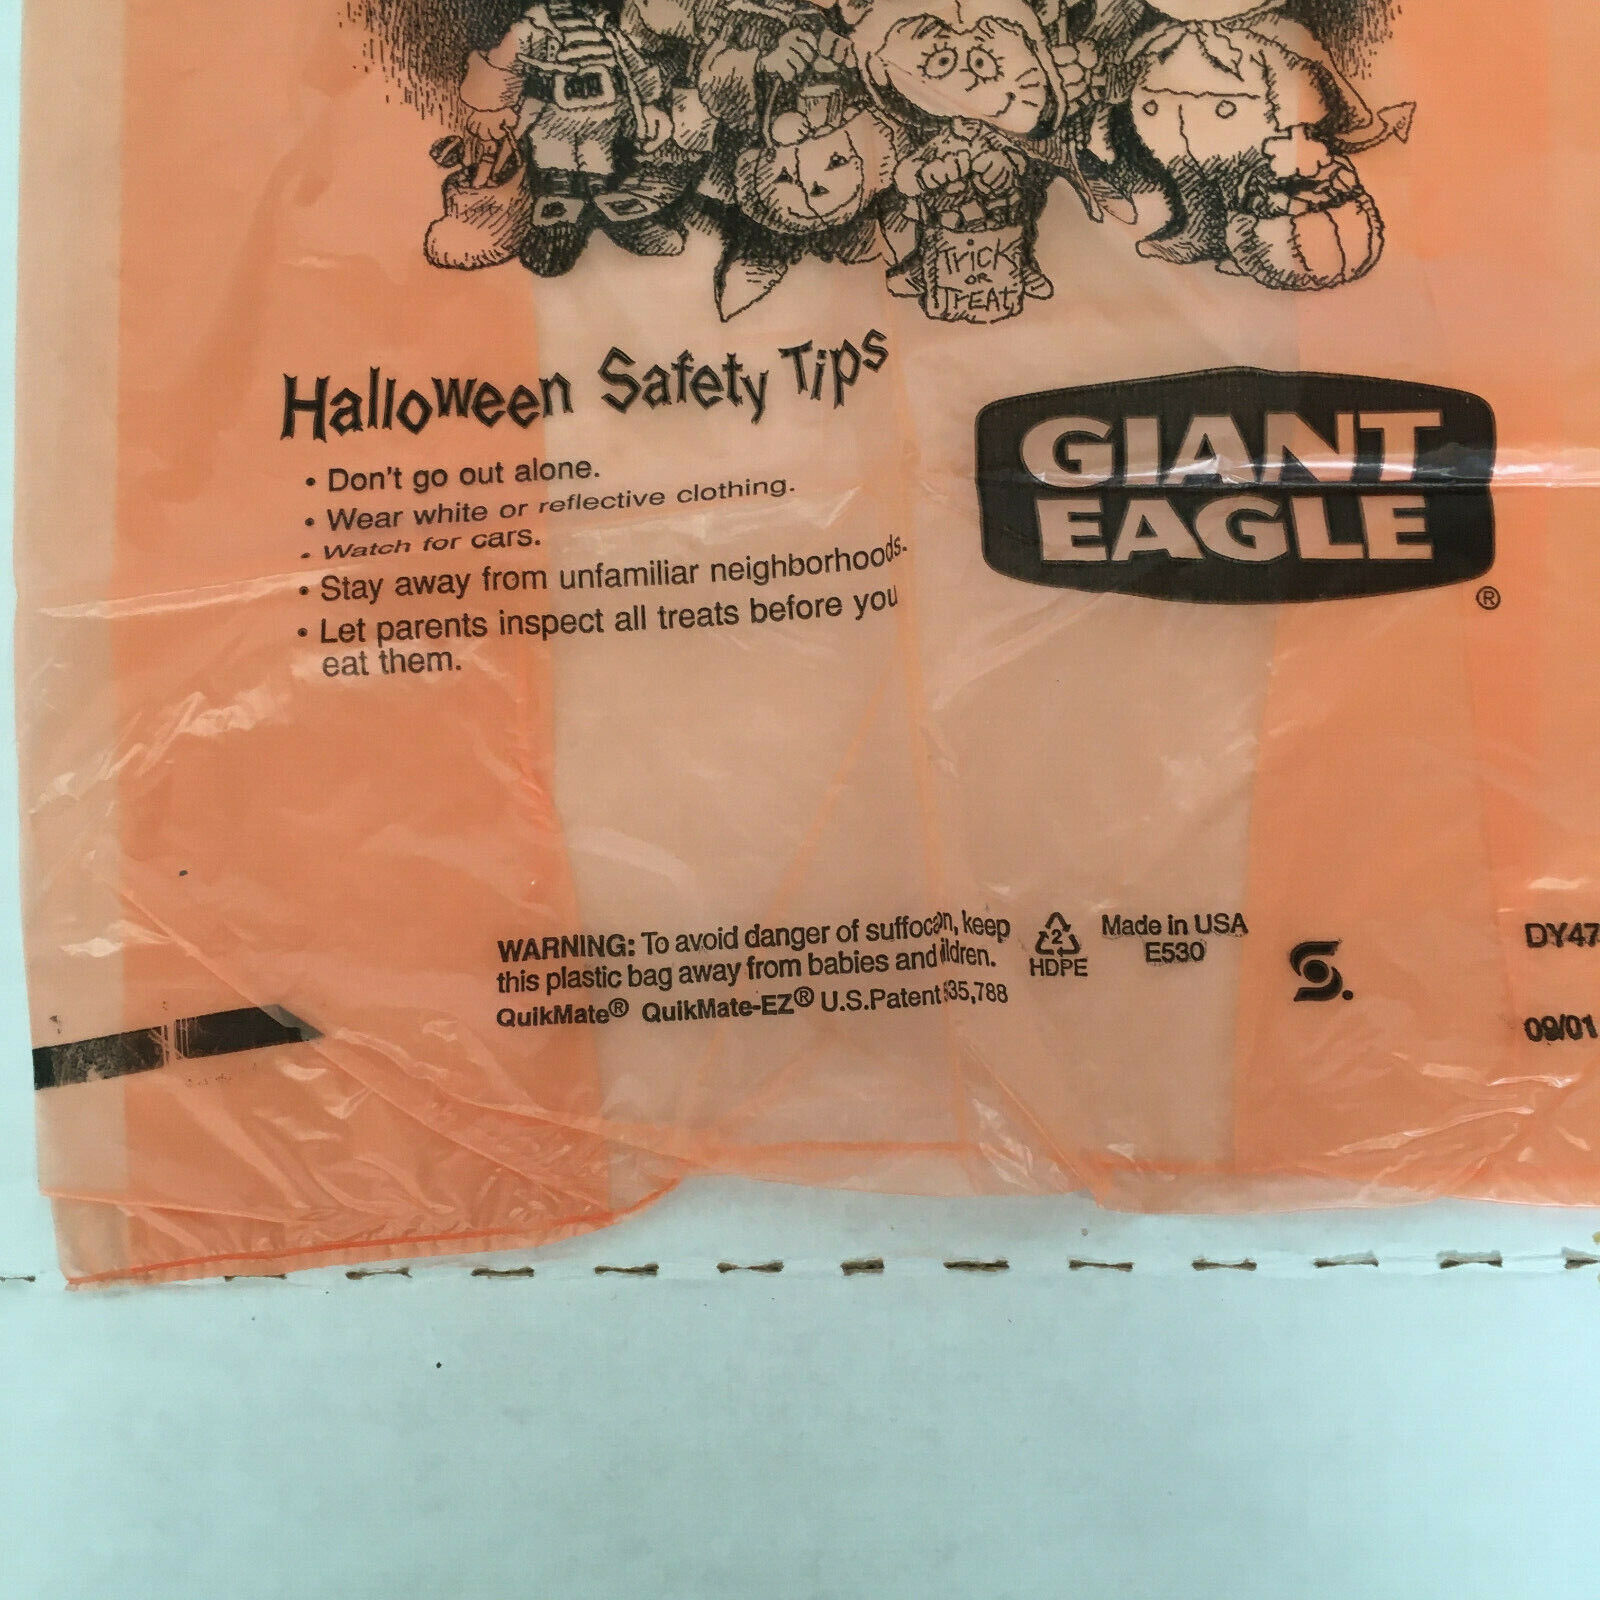 Trick
or
Treat
Halloween Safety Tips
• Don't go out alone.
• Wear white or reflective clothing.
• Watch for cars.
• Stay away from unfamiliar neighborhoods.
• Let parents inspect all treats before you
eat them.
GIANT
EAGLE
®
WARNING: To avoid danger of keep
this plastic bag away from babies and
QuikMate® QuikMate-EZ® U.S.Patent
2
HDPE
Made in USA
E530
DY47
09/01